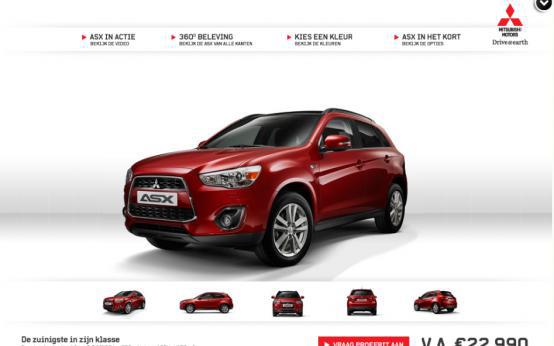 ASX IN ACTIE
BEKIJK DE VIDEO
360° BELEVING
BEKIJK DE ASX VAN ALLE KANTEN
KIES EEN KLEUR
BEKIJK DE KLEUREN
ASX IN HET KORT
BEKIJK DE OPTIES
MITSUBISHI
MOTORS
Drive@earth
ASX
De zuinigste in zijn klasse
VRAAG PROEFRIT AAN
V.A. €22.990